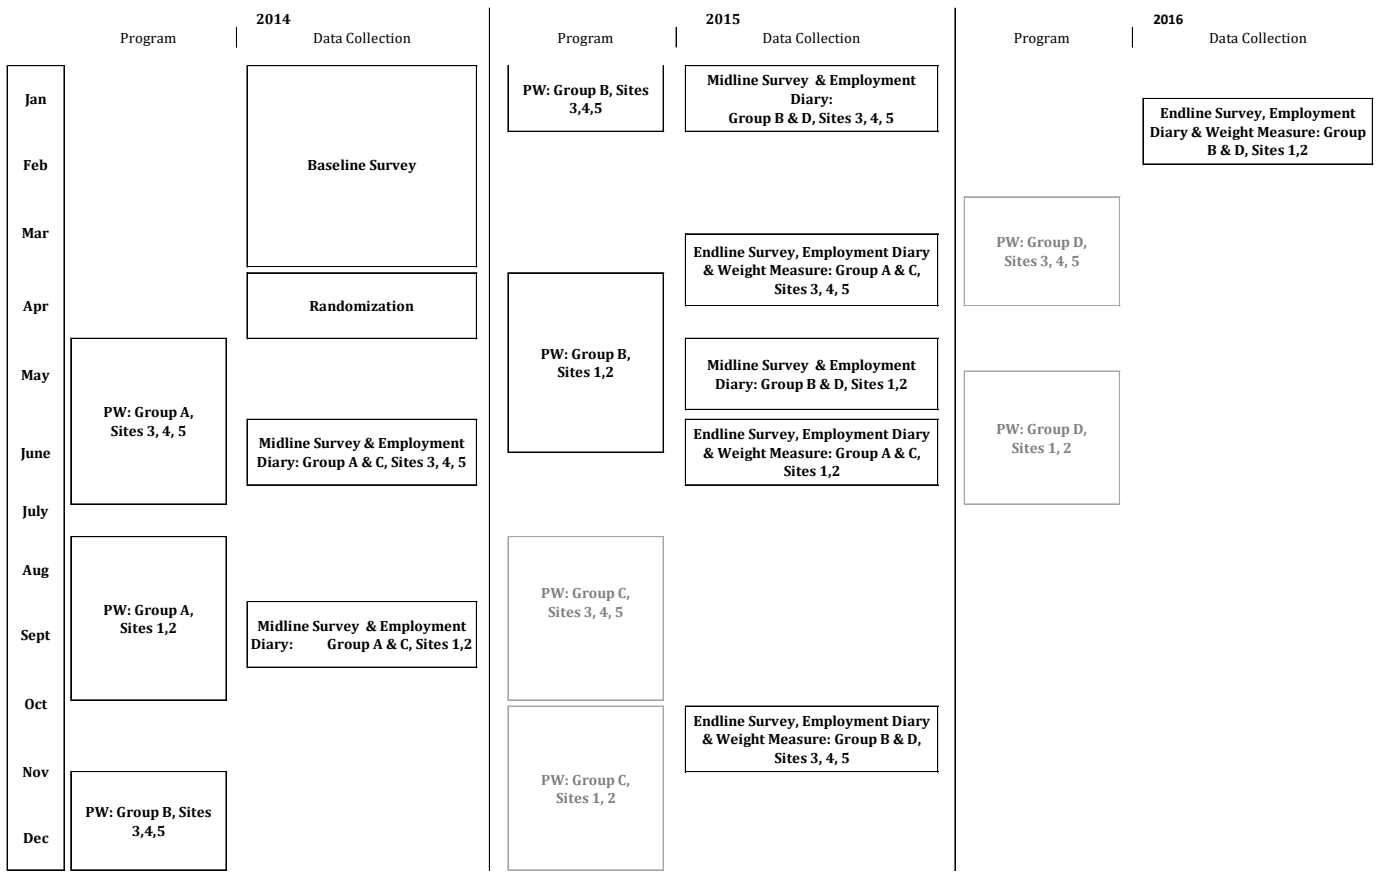 2014
Program
Data Collection
2015
Program
Data Collection
2016
Program
Data Collection
Jan
Feb
Mar
Apr
May
June
July
Aug
Sept
Oct
Nov
Dec
PW: Group A,
Sites 3, 4, 5
PW: Group A,
Sites 1,2
PW: Group B, Sites
3,4,5
Baseline Survey
Randomization
Midline Survey & Employment
Diary: Group A & C, Sites 3, 4, 5
Midline Survey & Employment
Diary: Group A & C, Sites 1,2
PW: Group B, Sites
3,4,5
PW: Group B,
Sites 1,2
PW: Group C,
Sites 3, 4, 5
PW: Group C,
Sites 1, 2
Midline Survey & Employment
Diary:
Group B & D, Sites 3, 4, 5
Endline Survey, Employment Diary
& Weight Measure: Group A & C,
Sites 3, 4, 5
Midline Survey & Employment
Diary: Group B & D, Sites 1,2
Endline Survey, Employment Diary
& Weight Measure: Group A & C,
Sites 1,2
Endline Survey, Employment Diary
& Weight Measure: Group B & D,
Sites 3, 4, 5
PW: Group D,
Sites 3, 4, 5
PW: Group D,
Sites 1, 2
Endline Survey, Employment
Diary & Weight Measure: Group
B & D, Sites 1,2